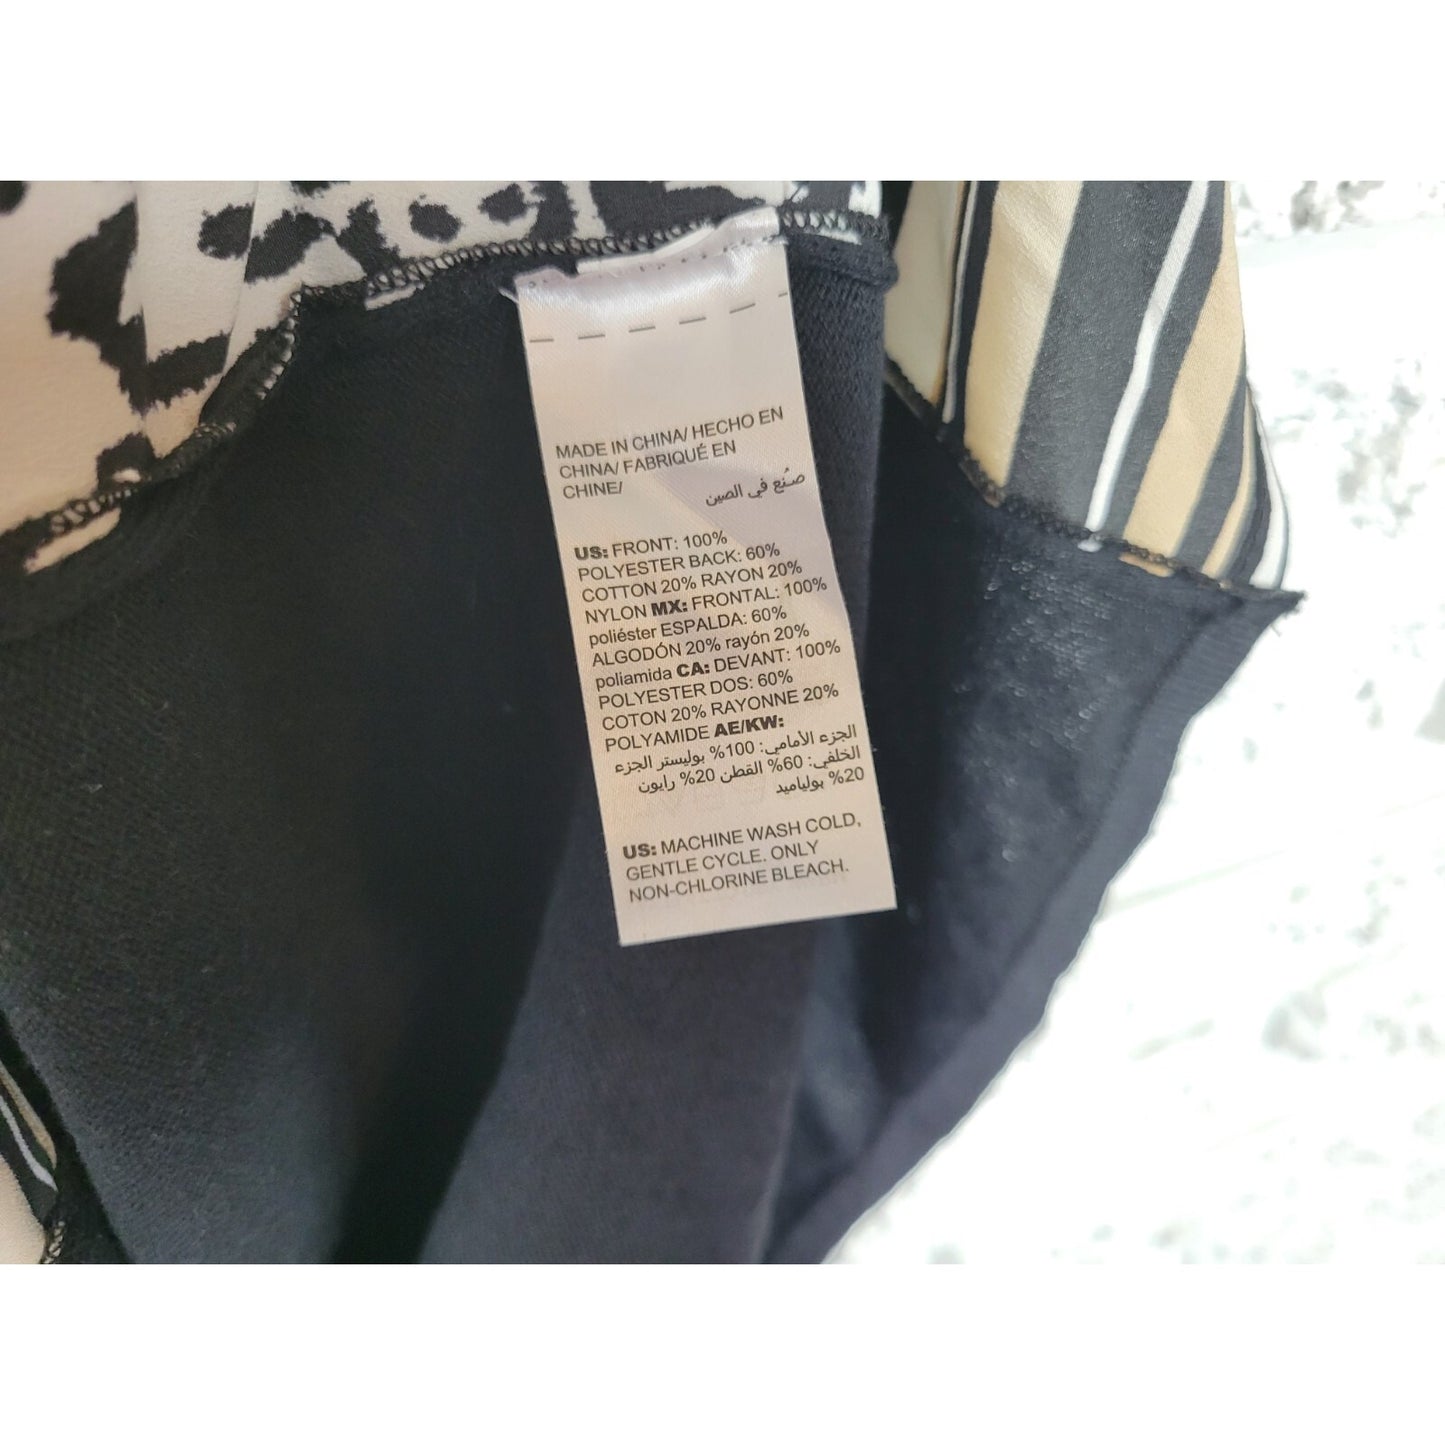 MADE IN CHINA/ HECHO EN
CHINA/ FABRIQUÉ EN
CHINE/
صُنع في الصين
US: FRONT: 100%
POLYESTER BACK: 60%
COTTON 20% RAYON 20%
NYLON MX: FRONTAL: 100%
poliéster ESPALDA: 60%
ALGODÓN 20% rayón 20%
poliamida CA: DEVANT: 100%
POLYESTER DOS: 60%
COTON 20% RAYONNE 20%
POLYAMIDE AE/KW:
الجزء الأمامي: 100% بوليستر الجزء
الخلفي: 60% القطن 20% رايون
20% بولياميد
US: MACHINE WASH COLD,
GENTLE CYCLE. ONLY
NON-CHLORINE BLEACH.